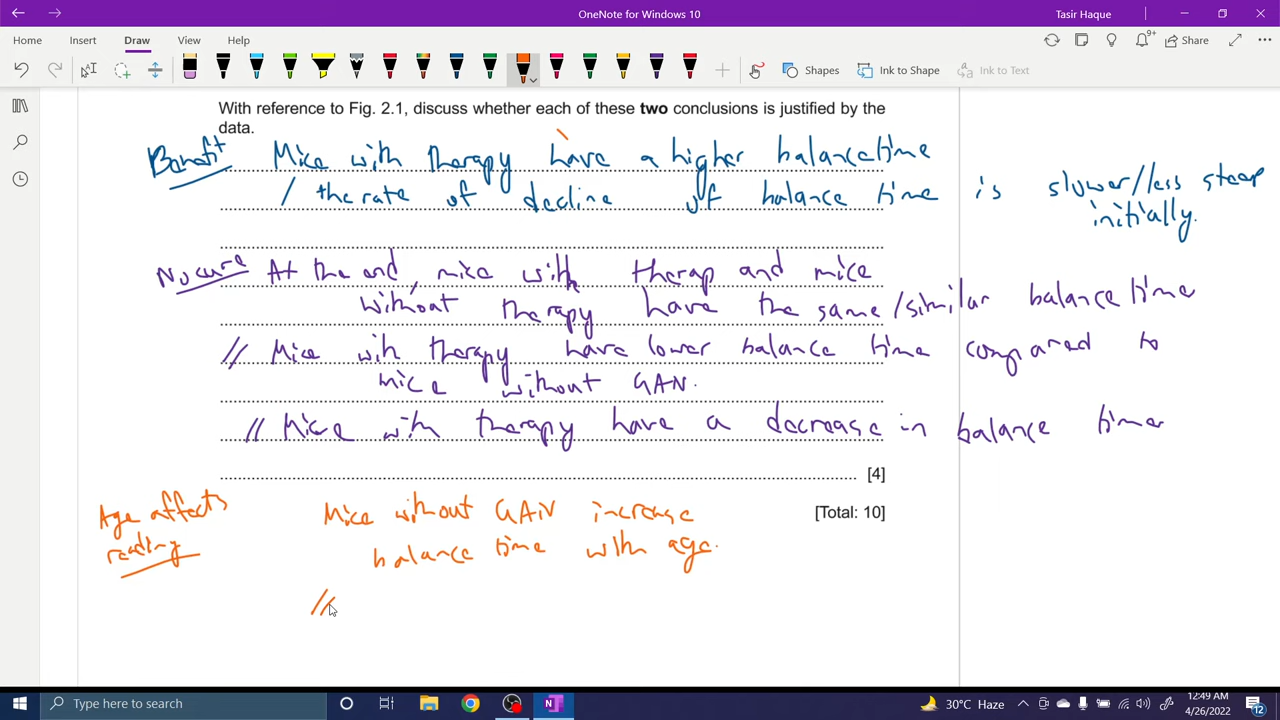 OneNote for Windows 10
Tasir Haque
Home Insert Draw View Help
9+
Share
Shapes
Ink to Shape
Ink to Text
With reference to Fig. 2.1, discuss whether each of these two conclusions is justified by the
data.
Benefit Mice with therapy have a higher balance time
/ the rate of decline of balance time is slower/less steep
initially.
No cure At the end, mice with therap and mice
without therapy have the same/similar balance time
// Mice wih therapy have lower balance time compared to
mice without GAN.
// Mice with therapy have a decrease in balance time
[4]
[Total: 10]
Age affects
reading
Mice without GAN increase
balance time with age.
//
Type here to search
30°C Haze
12:49 AM
4/26/2022
12